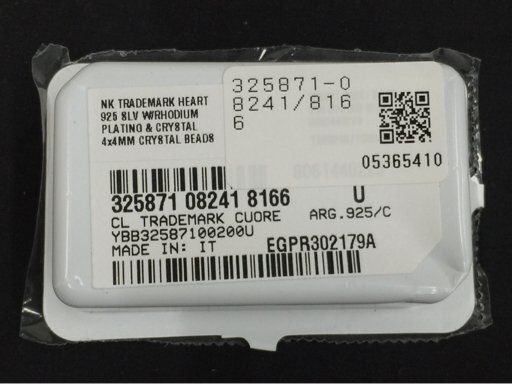 NK TRADEMARK HEART
925 SLV W/RHODIUM
PLATING & CRYSTAL
4x4MM CRYSTAL BEADS
325871-0
8241/816
6
05365410
325871 08241 8166
U
CL TRADEMARK CUORE
ARG.925/C
YBB32587100200U
MADE IN: IT
EGPR302179A